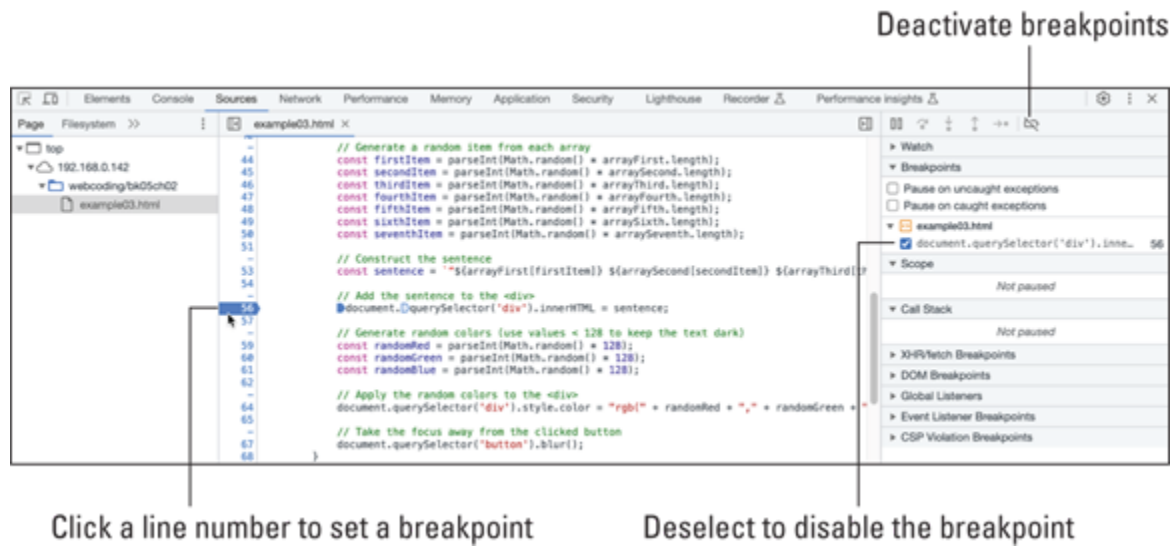 Deactivate breakpoints
Elements Console Sources Network Performance Memory Application Security Lighthouse Recorder Performance insights
Page Filesystem >> example03.html ×
top
192.168.0.142
webcoding/bk05ch02
example03.html
– // Generate a random item from each array
44 const firstItem = parseInt(Math.random() * arrayFirst.length);
45 const secondItem = parseInt(Math.random() * arraySecond.length);
46 const thirdItem = parseInt(Math.random() * arrayThird.length);
47 const fourthItem = parseInt(Math.random() * arrayFourth.length);
48 const fifthItem = parseInt(Math.random() * arrayFifth.length);
49 const sixthItem = parseInt(Math.random() * arraySixth.length);
50 const seventhItem = parseInt(Math.random() * arraySeventh.length);
51
– // Construct the sentence
53 const sentence = `"${arrayFirst[firstItem]} ${arraySecond[secondItem]} ${arrayThird[
54
– // Add the sentence to the <div>
56 document.querySelector('div').innerHTML = sentence;
57
– // Generate random colors (use values < 128 to keep the text dark)
59 const randomRed = parseInt(Math.random() * 128);
60 const randomGreen = parseInt(Math.random() * 128);
61 const randomBlue = parseInt(Math.random() * 128);
62
– // Apply the random colors to the <div>
64 document.querySelector('div').style.color = "rgb(" + randomRed + "," + randomGreen + "
65
– // Take the focus away from the clicked button
67 document.querySelector('button').blur();
68 }
Watch
Breakpoints
Pause on uncaught exceptions
Pause on caught exceptions
example03.html
document.querySelector('div').inne… 56
Scope
Not paused
Call Stack
Not paused
XHR/fetch Breakpoints
DOM Breakpoints
Global Listeners
Event Listener Breakpoints
CSP Violation Breakpoints
Click a line number to set a breakpoint
Deselect to disable the breakpoint